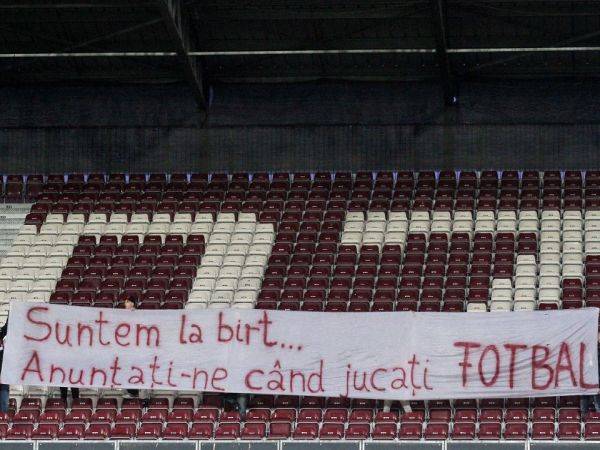 Suntem la birt...
Anunțați-ne când jucați FOTBAL